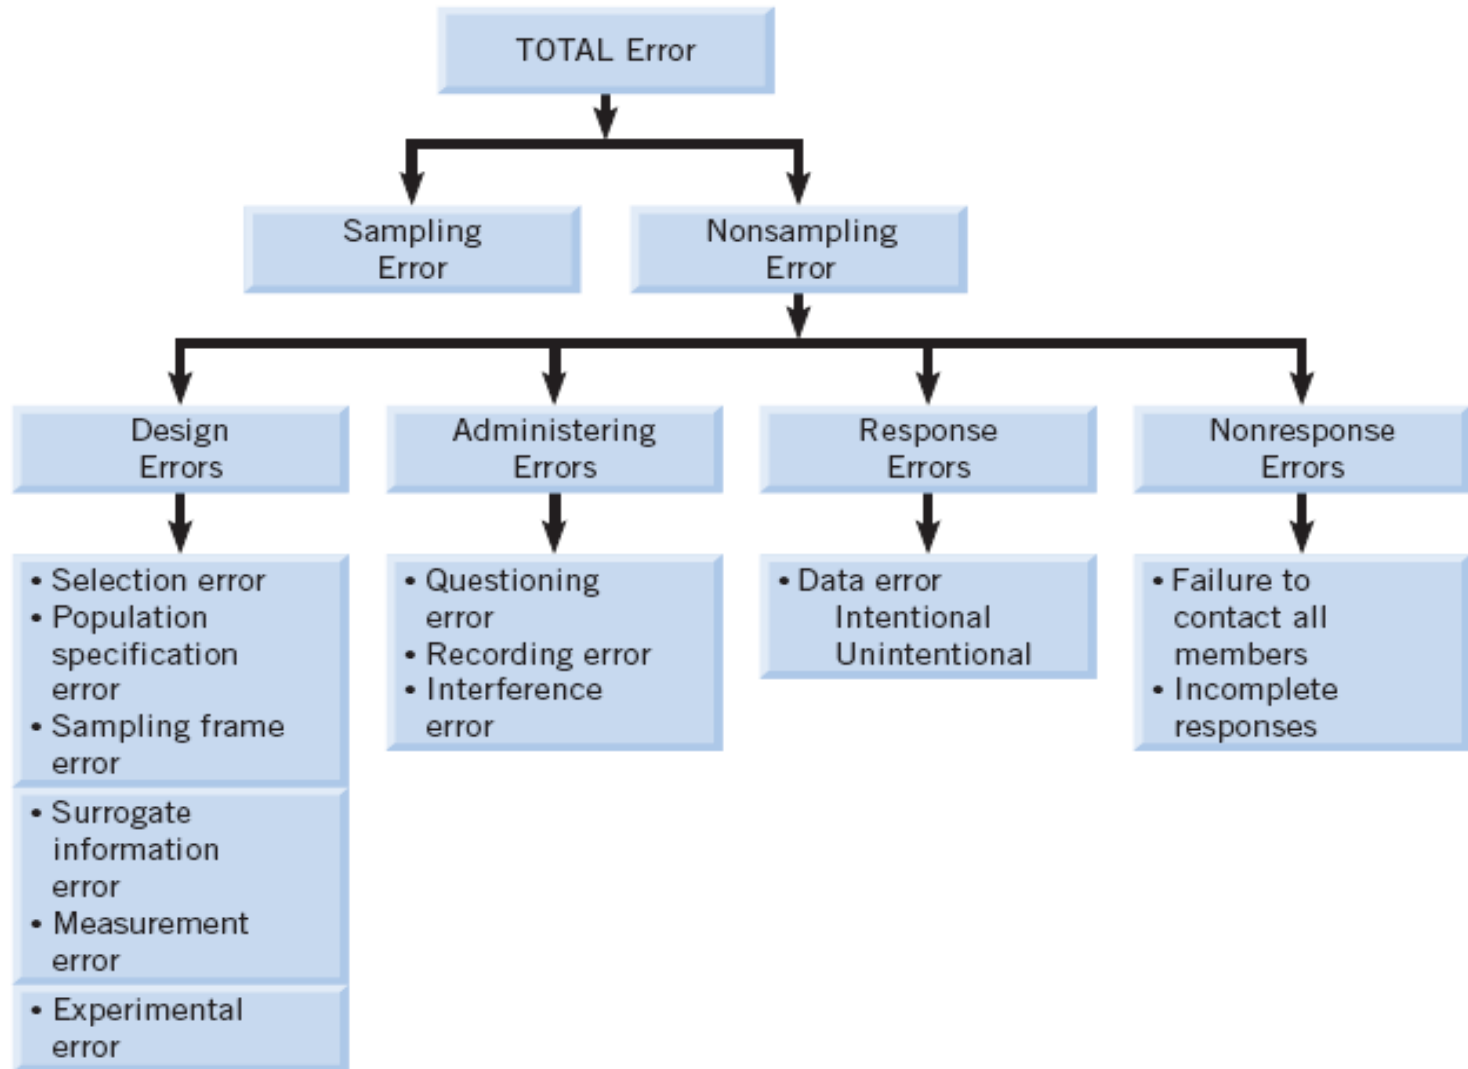 TOTAL Error
Sampling
Error
Nonsampling
Error
Design
Errors
Administering
Errors
Response
Errors
Nonresponse
Errors
• Selection error
• Population
specification
error
• Sampling frame
error
• Surrogate
information
error
• Measurement
error
• Experimental
error
• Questioning
error
• Recording error
• Interference
error
• Data error
Intentional
Unintentional
• Failure to
contact all
members
• Incomplete
responses